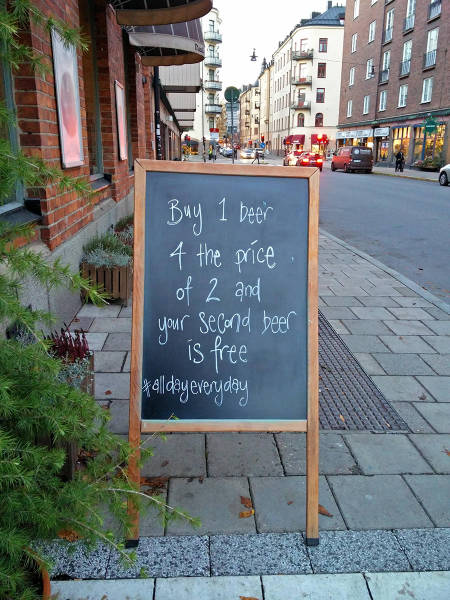 Buy 1 beer
4 the price
of 2 and
your second beer
is free
#alldayeveryday